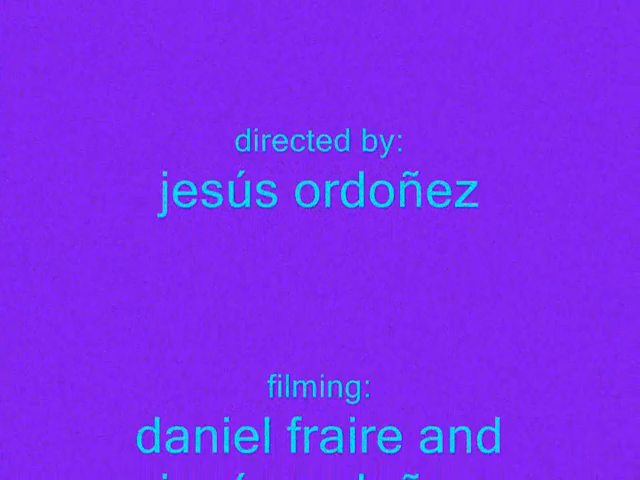 directed by:
jesús ordoñez
filming:
daniel fraire and